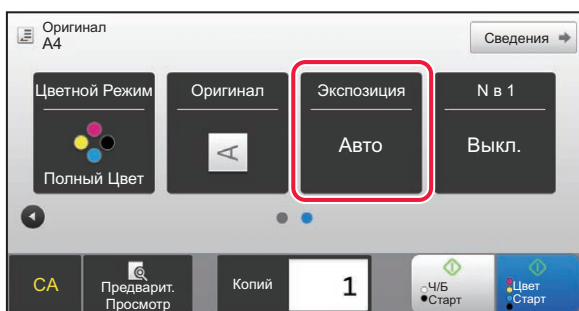 Оригинал
A4
Сведения
Цветной Режим
Полный Цвет
Оригинал
A
Экспозиция
Авто
N в 1
Выкл.
CA
Предварит.
Просмотр
Копий
1
Ч/Б
Старт
Цвет
Старт